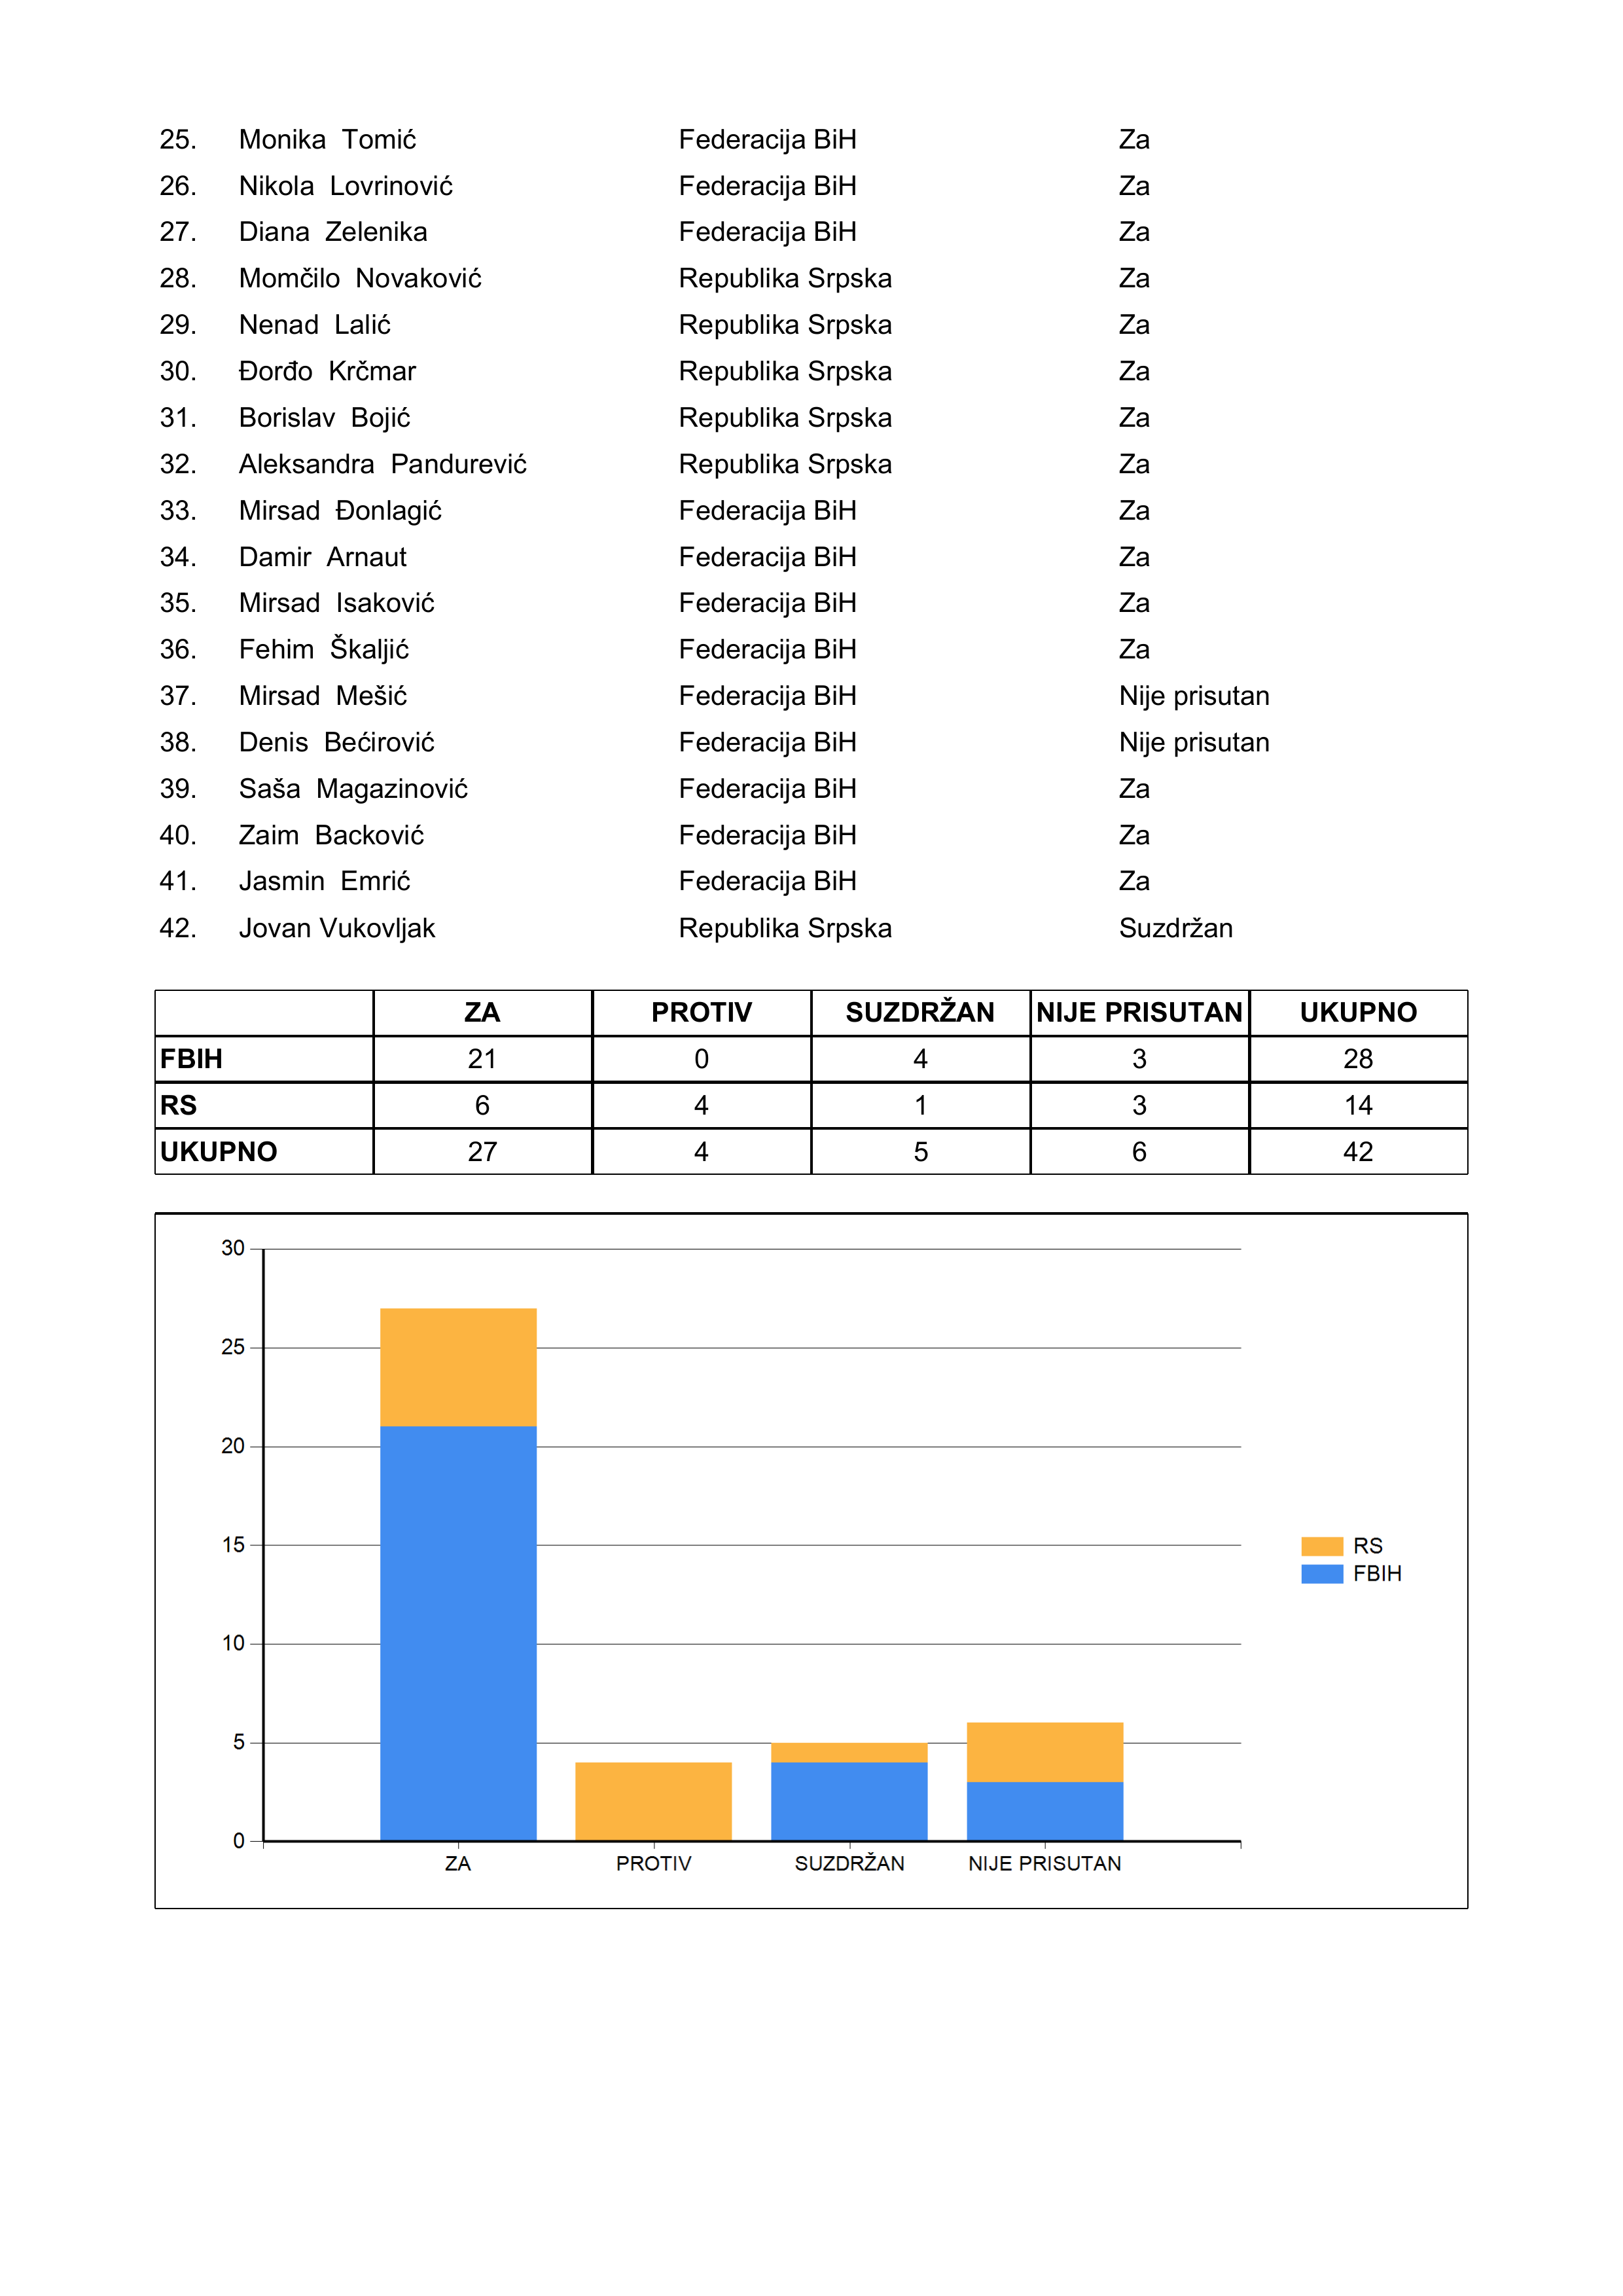 25. Monika Tomić Federacija BiH Za
26. Nikola Lovrinović Federacija BiH Za
27. Diana Zelenika Federacija BiH Za
28. Momčilo Novaković Republika Srpska Za
29. Nenad Lalić Republika Srpska Za
30. Đorđo Krčmar Republika Srpska Za
31. Borislav Bojić Republika Srpska Za
32. Aleksandra Pandurević Republika Srpska Za
33. Mirsad Đonlagić Federacija BiH Za
34. Damir Arnaut Federacija BiH Za
35. Mirsad Isaković Federacija BiH Za
36. Fehim Škaljić Federacija BiH Za
37. Mirsad Mešić Federacija BiH Nije prisutan
38. Denis Bećirović Federacija BiH Nije prisutan
39. Saša Magazinović Federacija BiH Za
40. Zaim Backović Federacija BiH Za
41. Jasmin Emrić Federacija BiH Za
42. Jovan Vukovljak Republika Srpska Suzdržan
ZA PROTIV SUZDRŽAN NIJE PRISUTAN UKUPNO
FBIH 21 0 4 3 28
RS 6 4 1 3 14
UKUPNO 27 4 5 6 42
30
25
20
15
10
5
0
ZA PROTIV SUZDRŽAN NIJE PRISUTAN
RS
FBIH